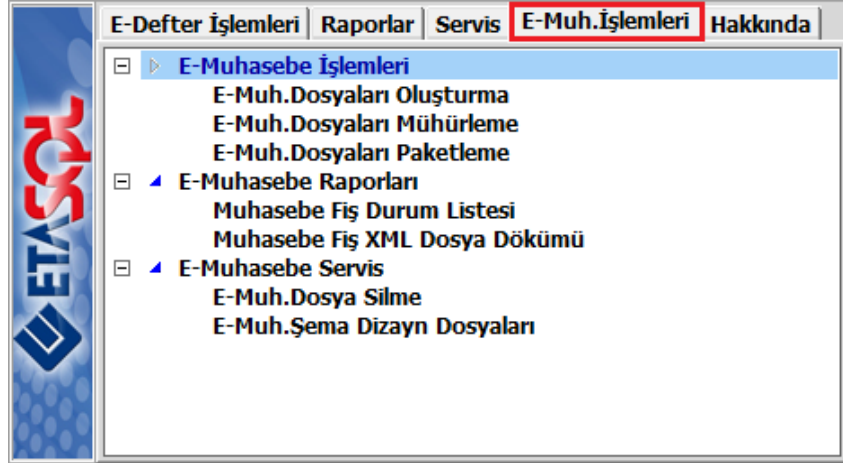 E-Defter İşlemleri Raporlar Servis E-Muh.İşlemleri Hakkında
E-Muhasebe İşlemleri
E-Muh.Dosyaları Oluşturma
E-Muh.Dosyaları Mühürleme
E-Muh.Dosyaları Paketleme
E-Muhasebe Raporları
Muhasebe Fiş Durum Listesi
Muhasebe Fiş XML Dosya Dökümü
E-Muhasebe Servis
E-Muh.Dosya Silme
E-Muh.Şema Dizayn Dosyaları
ETASQL